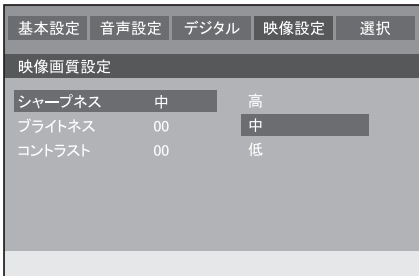 基本設定 音声設定 デジタル 映像設定 選択
映像画質設定
シャープネス 中 高
ブライトネス 00 中
コントラスト 00 低